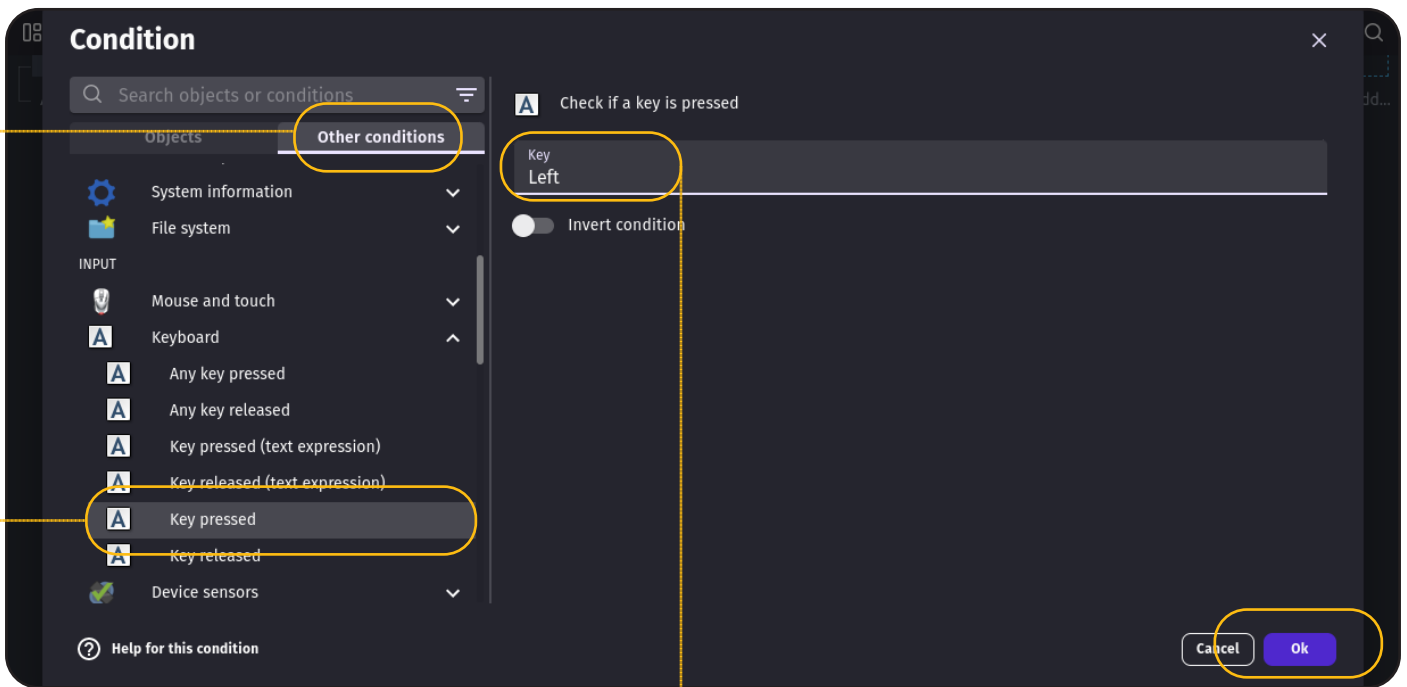 Condition
Search objects or conditions
Objects
Other conditions
System information
File system
INPUT
Mouse and touch
Keyboard
Any key pressed
Any key released
Key pressed (text expression)
Key released (text expression)
Key pressed
Key released
Device sensors
Help for this condition
Check if a key is pressed
Key
Left
Invert condition
Cancel
Ok